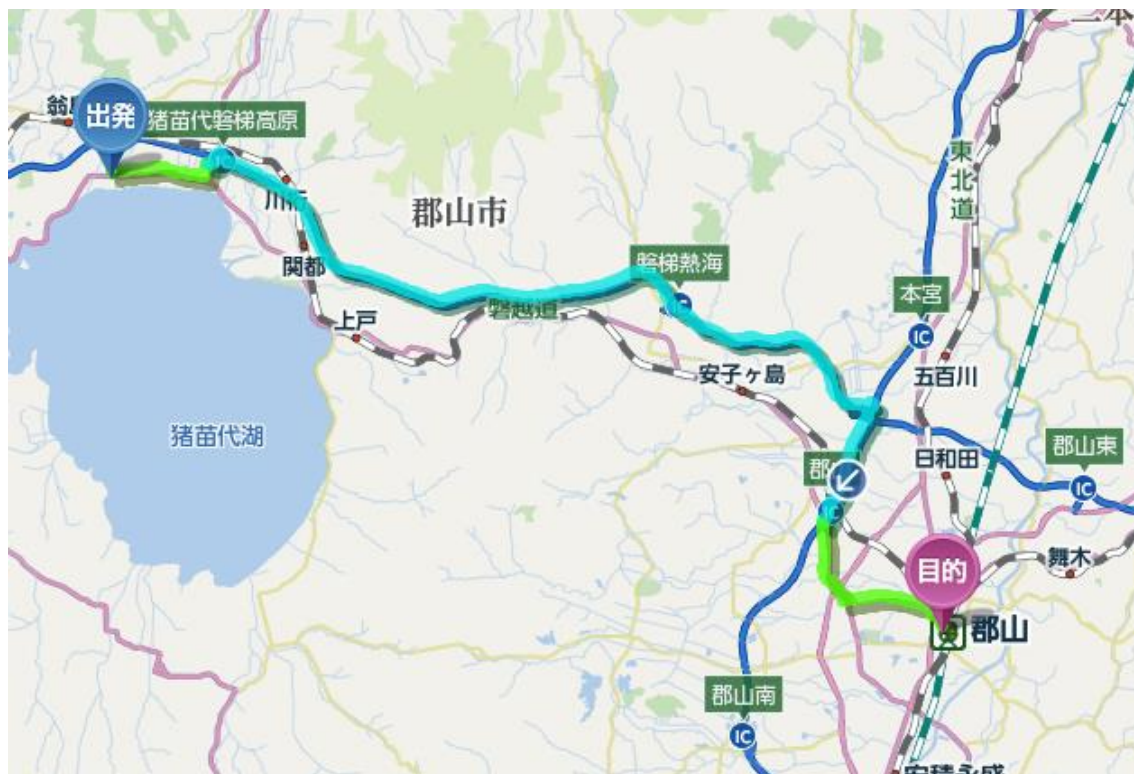 出発
猪苗代磐梯高原
東北道
郡山市
関都
磐梯熱海
上戸
磐越道
本宮
安子ヶ島
五百川
猪苗代湖
日和田
郡山東
IC
IC
IC
IC
IC
目的
舞木
郡山
郡山南